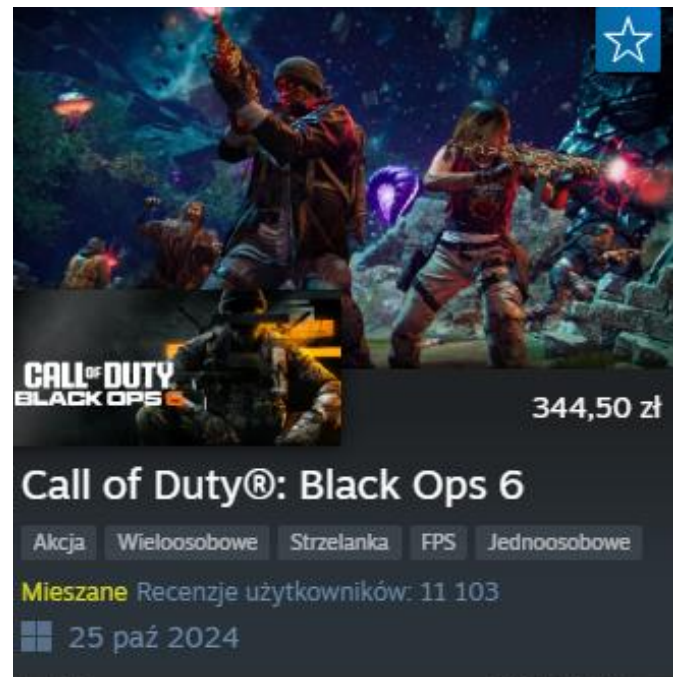 CALL OF DUTY
BLACK OPS 6
344,50 zł
Call of Duty®: Black Ops 6
Akcja Wieloosobowe Strzelanka FPS Jednoosobowe
Mieszane Recenzje użytkowników: 11 103
25 paź 2024